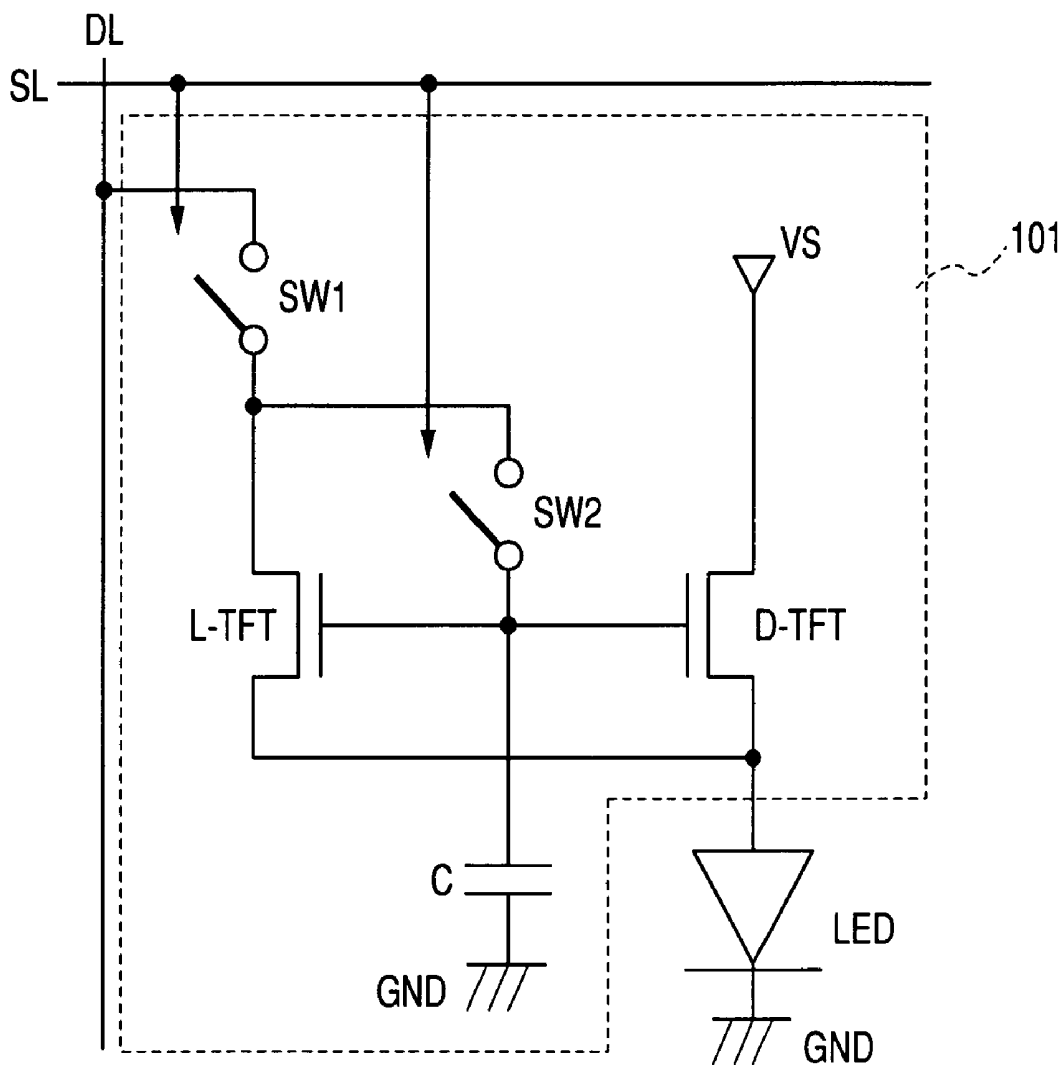 DL
SL
VS
101
SW1
SW2
L-TFT
D-TFT
C
LED
GND
GND